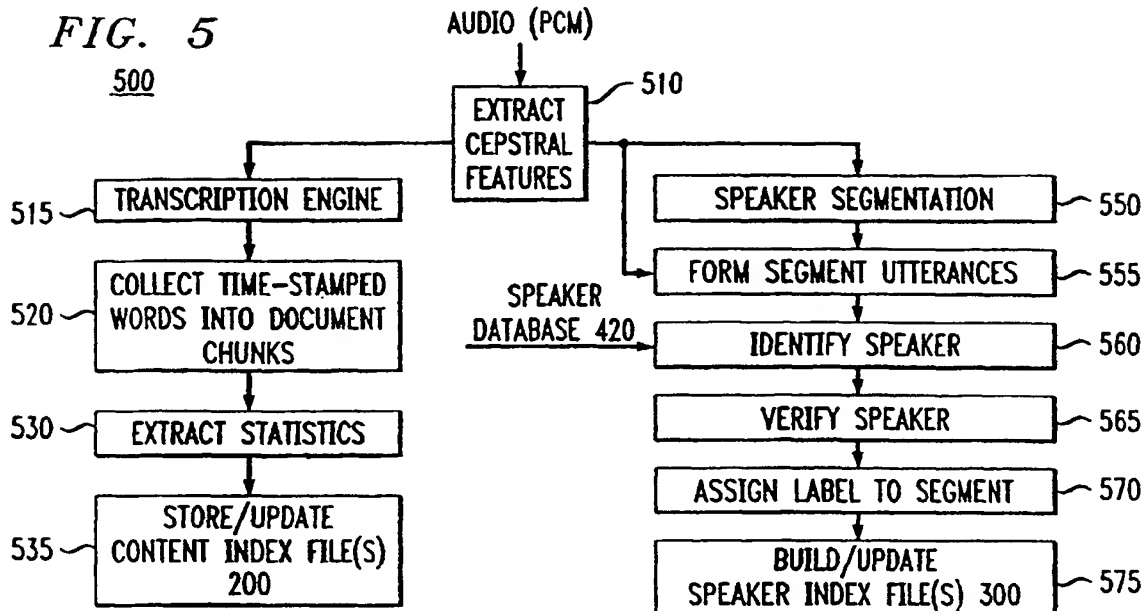 FIG. 5
500
AUDIO (PCM)
EXTRACT
CEPSTRAL
FEATURES
510
TRANSCRIPTION ENGINE
515
COLLECT TIME-STAMPED
WORDS INTO DOCUMENT
CHUNKS
520
EXTRACT STATISTICS
530
STORE/UPDATE
CONTENT INDEX FILE(S)
200
535
SPEAKER SEGMENTATION
550
FORM SEGMENT UTTERANCES
555
SPEAKER
DATABASE 420
IDENTIFY SPEAKER
560
VERIFY SPEAKER
565
ASSIGN LABEL TO SEGMENT
570
BUILD/UPDATE
SPEAKER INDEX FILE(S) 300
575